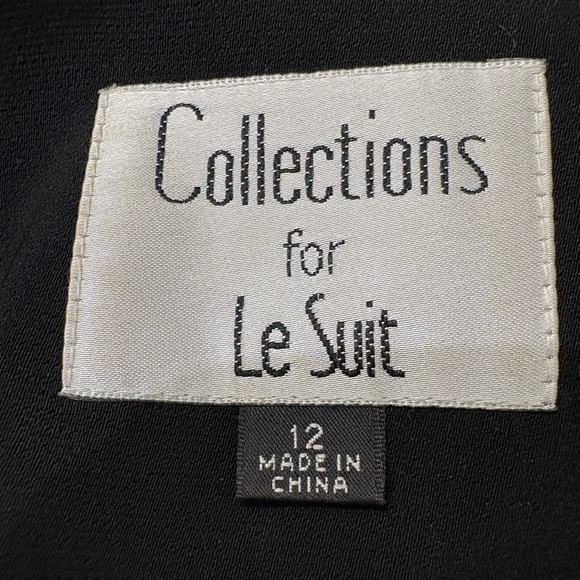 Collections
for
Le Suit
12
MADE IN
CHINA